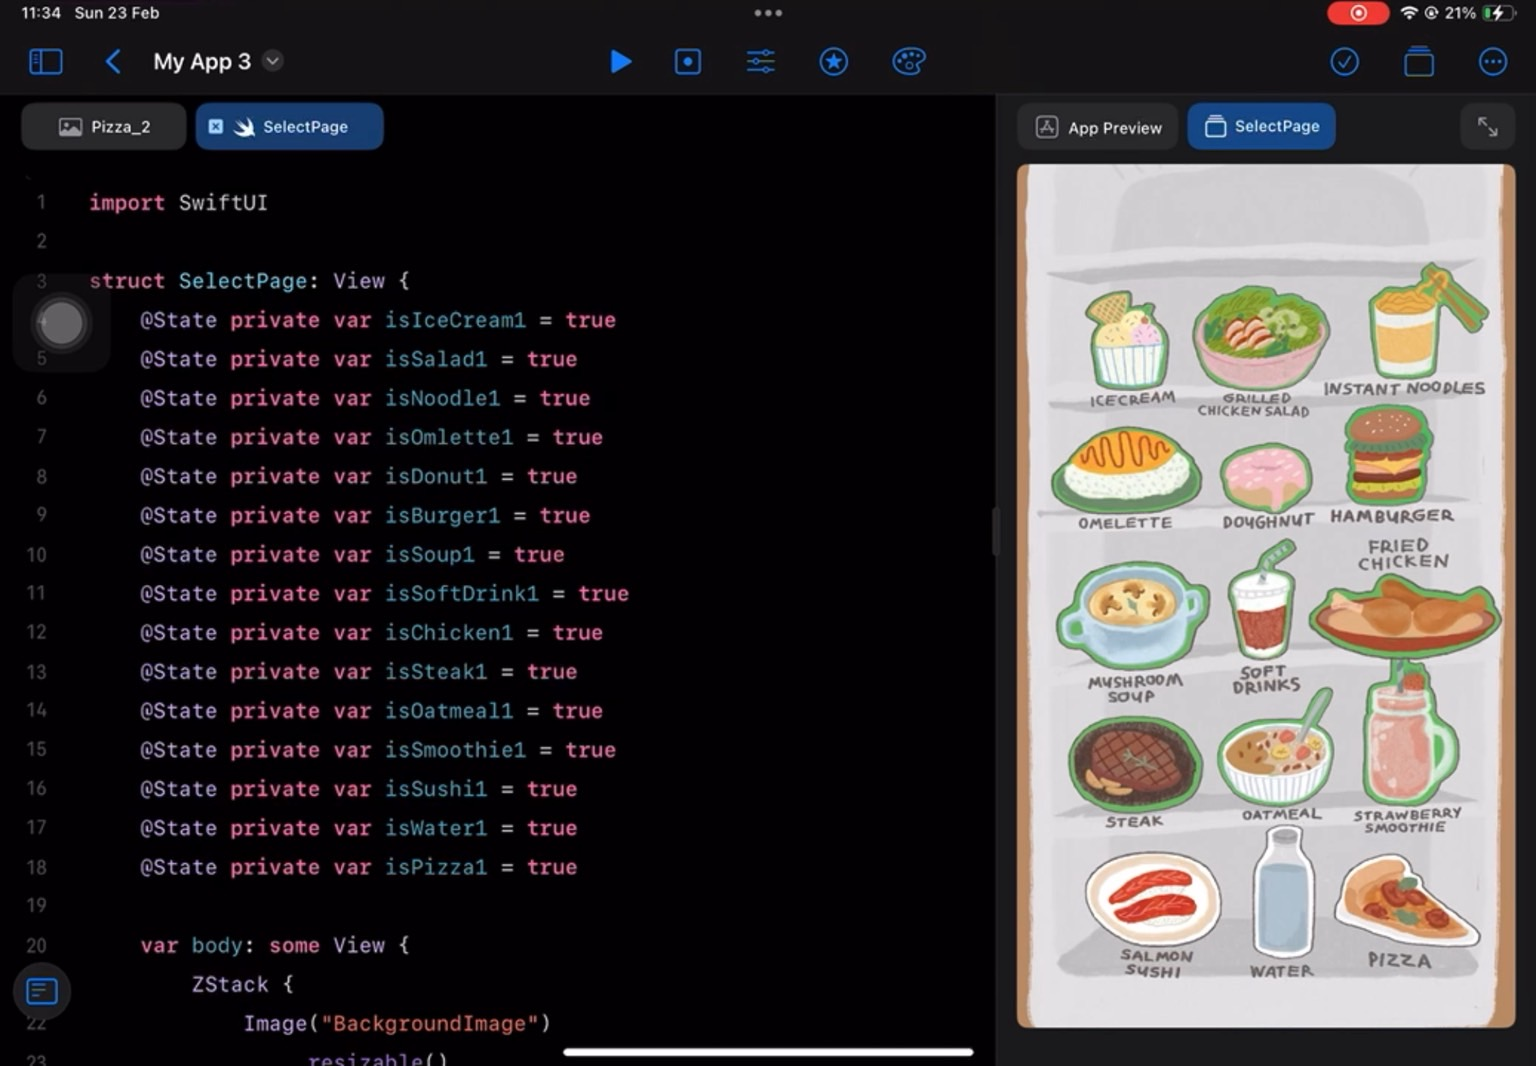 11:34 Sun 23 Feb
21%
My App 3
Pizza_2
SelectPage
1 import SwiftUI
2
3 struct SelectPage: View {
4 @State private var isIceCream1 = true
5 @State private var isSalad1 = true
6 @State private var isNoodle1 = true
7 @State private var isOmlette1 = true
8 @State private var isDonut1 = true
9 @State private var isBurger1 = true
10 @State private var isSoup1 = true
11 @State private var isSoftDrink1 = true
12 @State private var isChicken1 = true
13 @State private var isSteak1 = true
14 @State private var isOatmeal1 = true
15 @State private var isSmoothie1 = true
16 @State private var isSushi1 = true
17 @State private var isWater1 = true
18 @State private var isPizza1 = true
19
20 var body: some View {
ZStack {
22 Image("BackgroundImage")
23 resizable()
App Preview
SelectPage
ICECREAM
GRILLED
CHICKEN SALAD
INSTANT NOODLES
OMELETTE
DOUGHNUT
HAMBURGER
FRIED
CHICKEN
MUSHROOM
SOUP
SOFT
DRINKS
STEAK
OATMEAL
STRAWBERRY
SMOOTHIE
SALMON
SUSHI
WATER
PIZZA